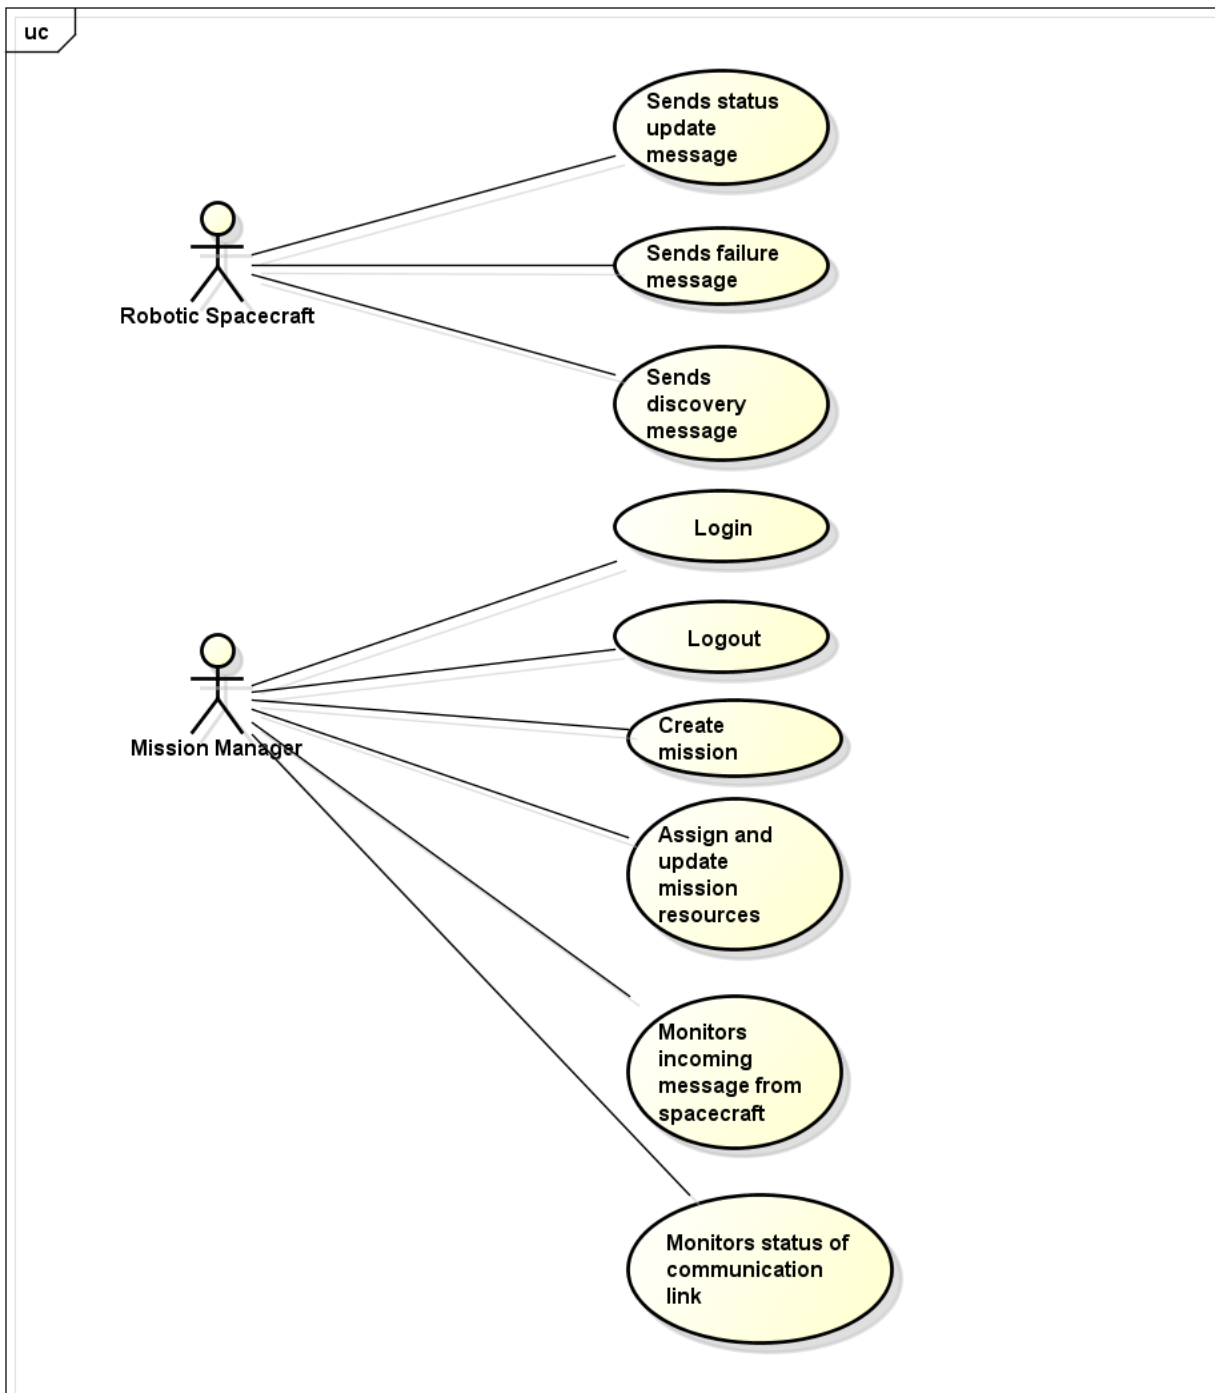 uc
Sends status
update
message
Robotic Spacecraft
Sends failure
message
Sends
discovery
message
Login
Logout
Mission Manager
Create
mission
Assign and
update
mission
resources
Monitors
incoming
message from
spacecraft
Monitors status of
communication
link